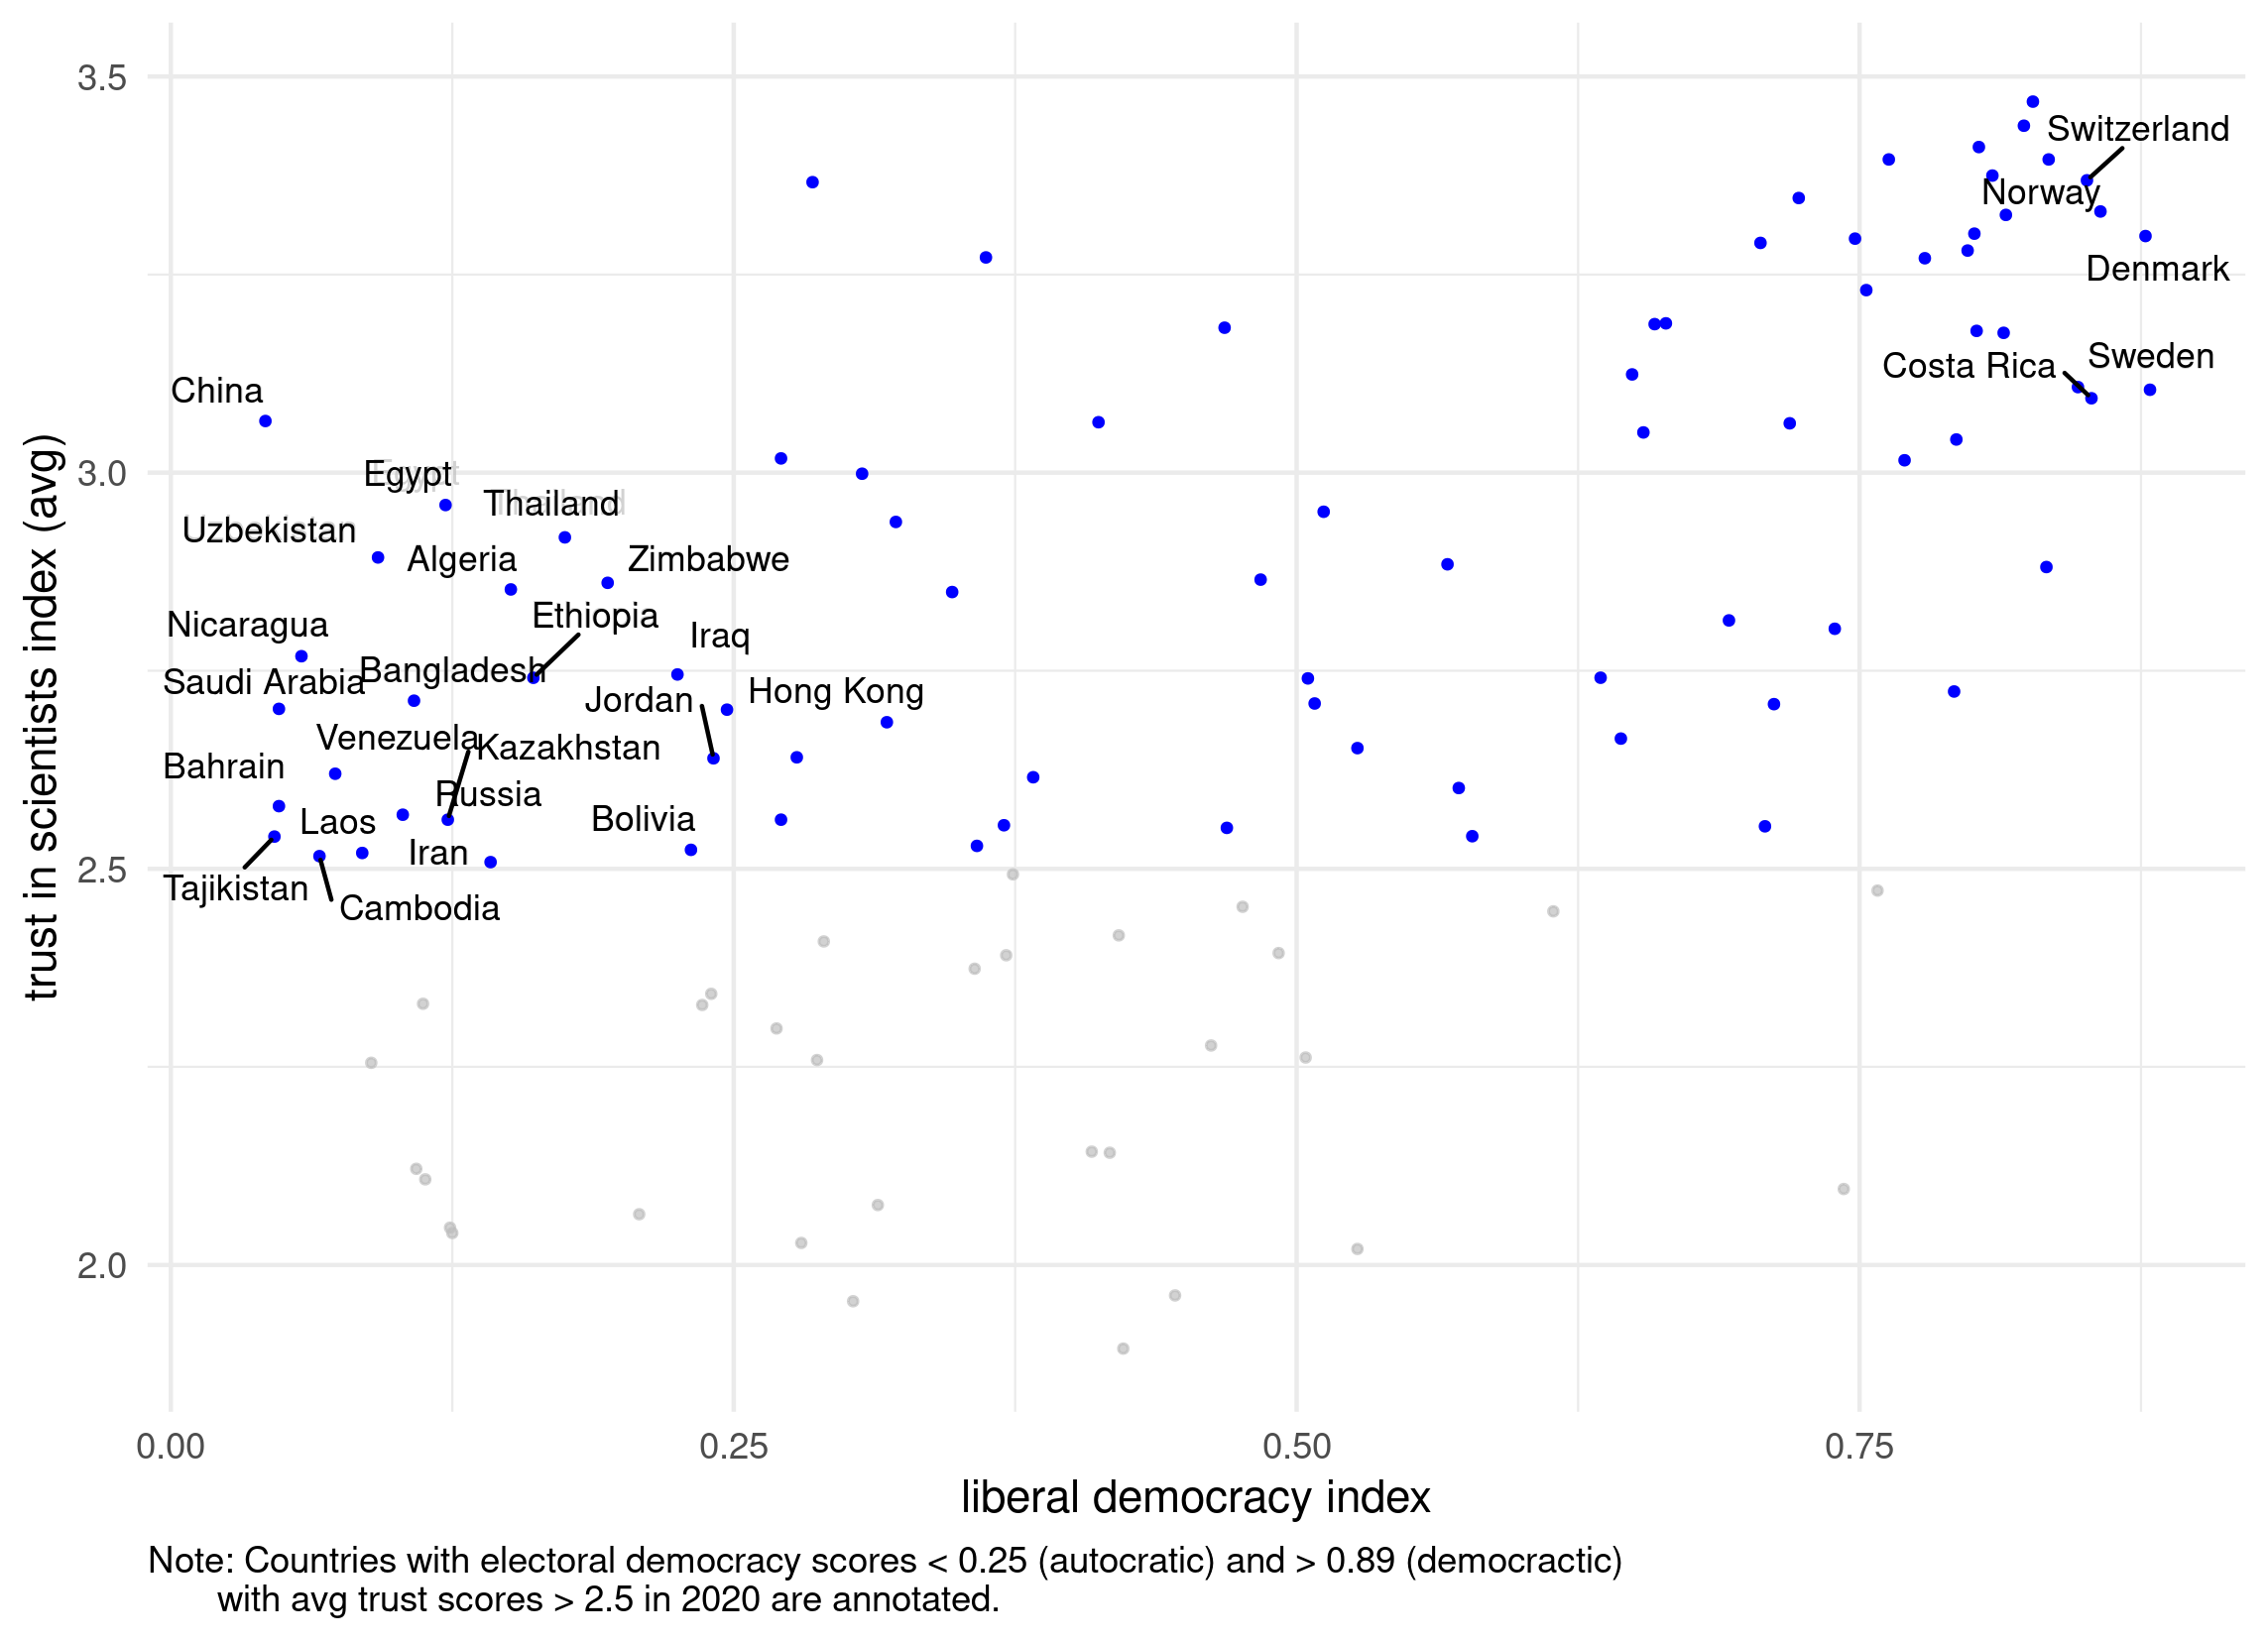 3.5
Switzerland
Norway
Denmark
Costa Rica
Sweden
China
3.0
Egypt
Thailand
Uzbekistan
Algeria
Zimbabwe
Ethiopia
Nicaragua
Iraq
Bangladesh
Saudi Arabia
Hong Kong
Jordan
Venezuela
Kazakhstan
Bahrain
Russia
Laos
Bolivia
Iran
2.5
Tajikistan
Cambodia
2.0
trust in scientists index (avg)
0.00 0.25 0.50 0.75
liberal democracy index
Note: Countries with electoral democracy scores < 0.25 (autocratic) and > 0.89 (democractic)
with avg trust scores > 2.5 in 2020 are annotated.